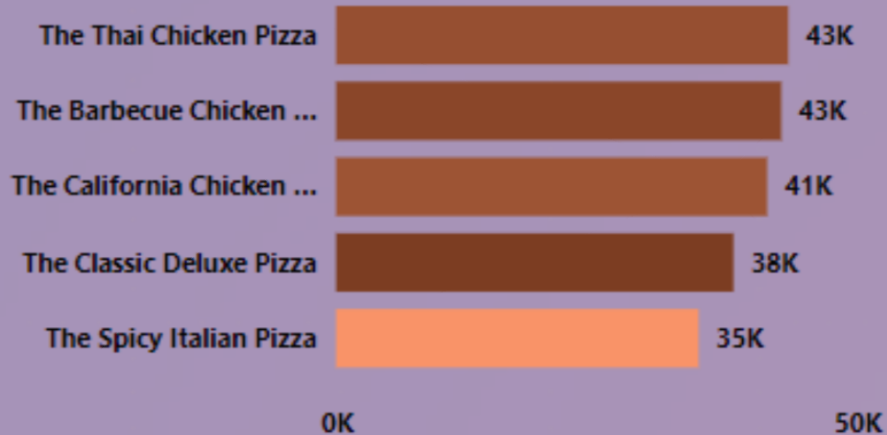 The Thai Chicken Pizza 43K
The Barbecue Chicken ... 43K
The California Chicken ... 41K
The Classic Deluxe Pizza 38K
The Spicy Italian Pizza 35K
0K 50K